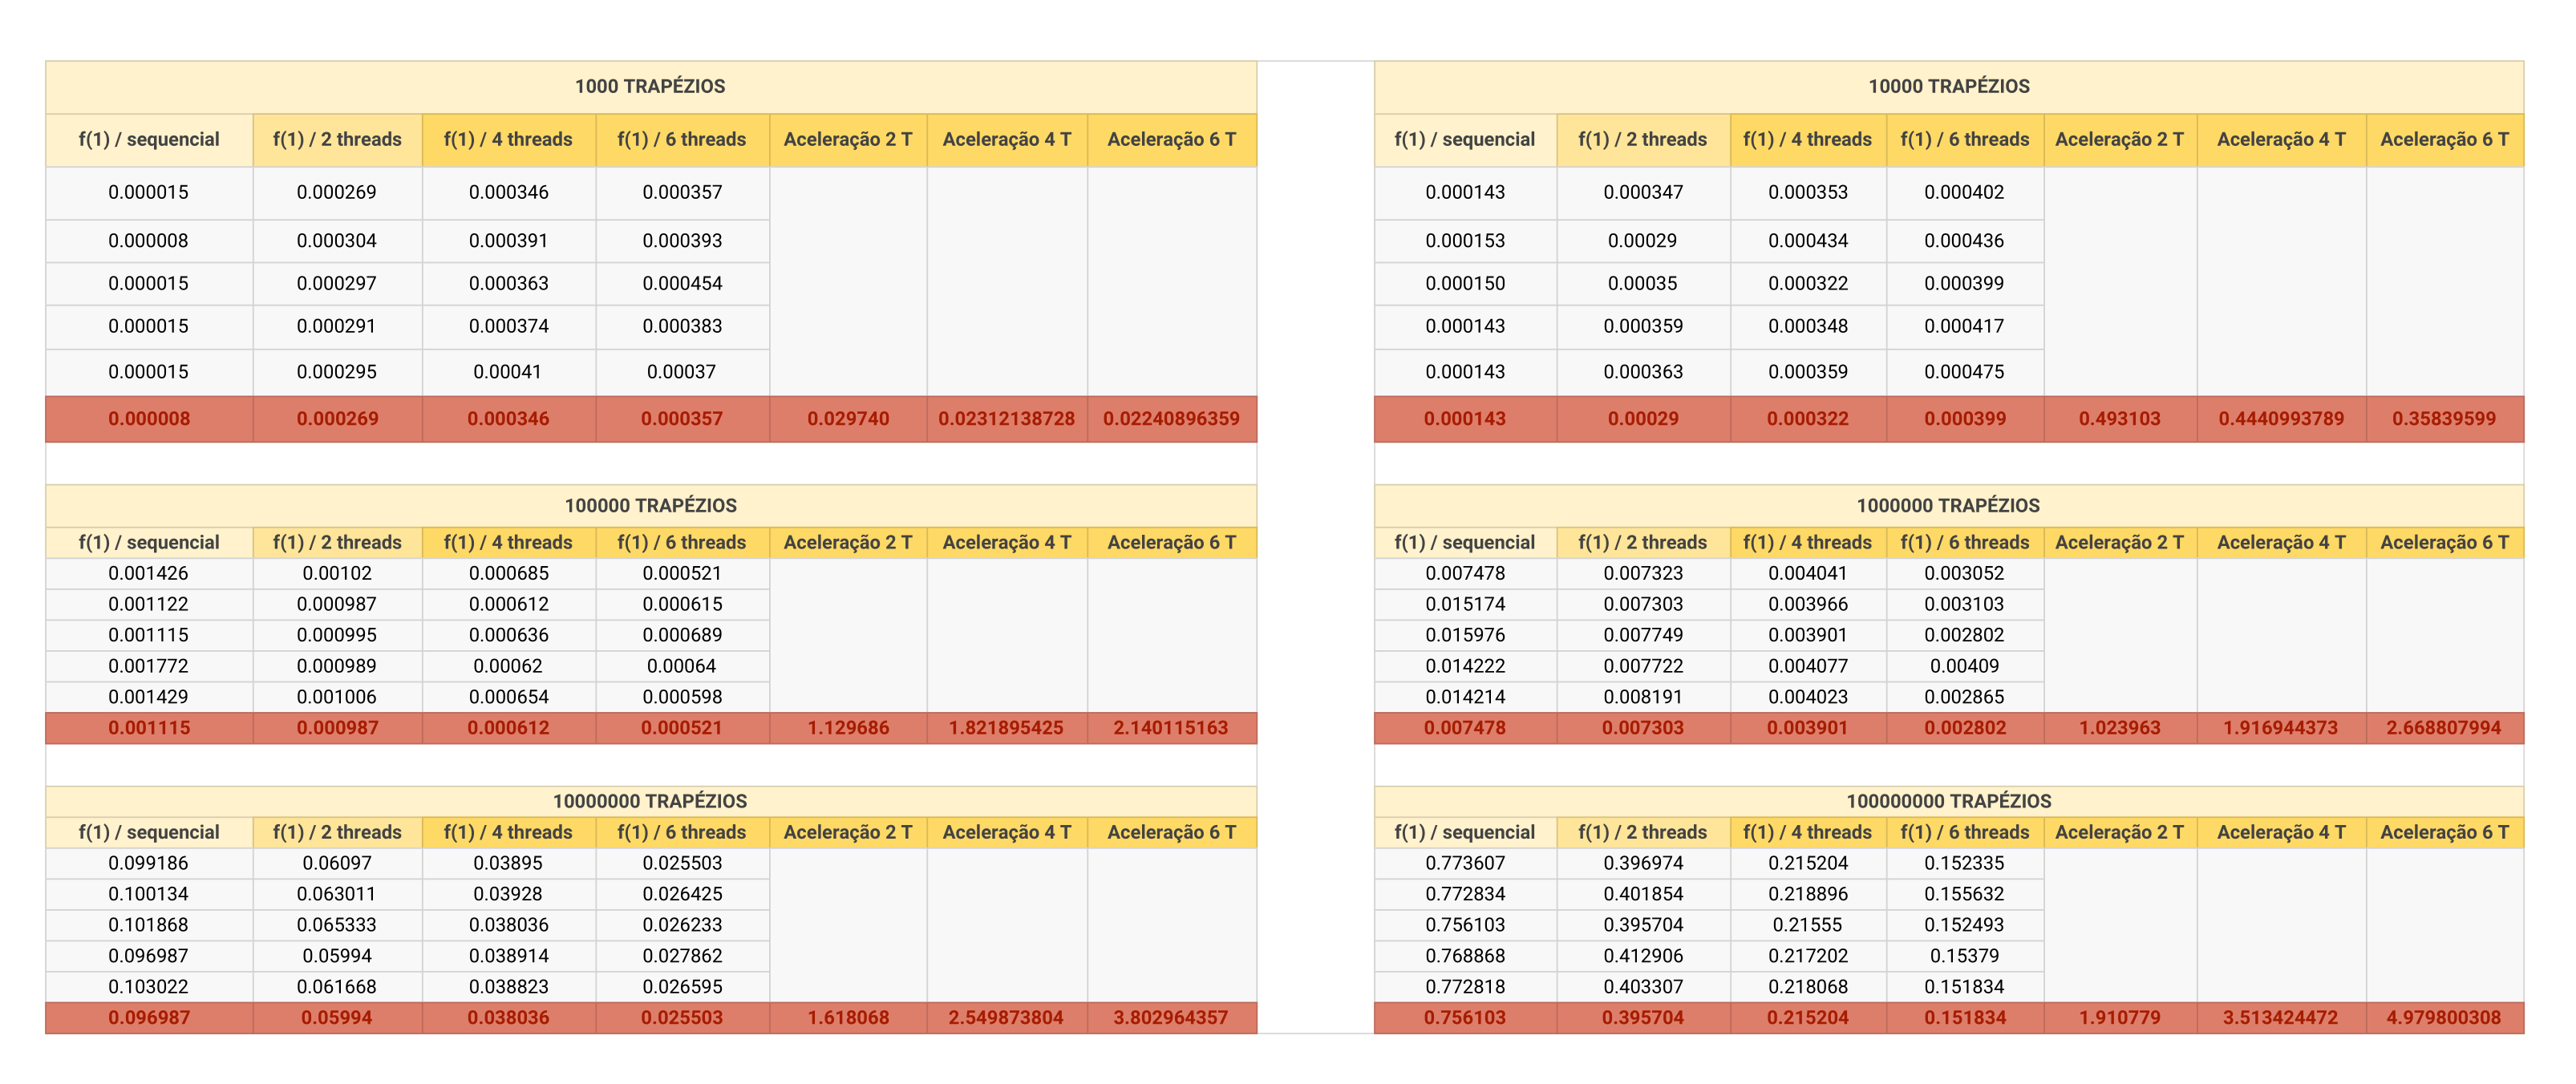 1000 TRAPÉZIOS
f(1) / sequencial f(1) / 2 threads f(1) / 4 threads f(1) / 6 threads Aceleração 2 T Aceleração 4 T Aceleração 6 T
0.000015 0.000269 0.000346 0.000357
0.000008 0.000304 0.000391 0.000393
0.000015 0.000297 0.000363 0.000454
0.000015 0.000291 0.000374 0.000383
0.000015 0.000295 0.00041 0.00037
0.000008 0.000269 0.000346 0.000357 0.029740 0.02312138728 0.02240896359
10000 TRAPÉZIOS
f(1) / sequencial f(1) / 2 threads f(1) / 4 threads f(1) / 6 threads Aceleração 2 T Aceleração 4 T Aceleração 6 T
0.000143 0.000347 0.000353 0.000402
0.000153 0.00029 0.000434 0.000436
0.000150 0.00035 0.000322 0.000399
0.000143 0.000359 0.000348 0.000417
0.000143 0.000363 0.000359 0.000475
0.000143 0.00029 0.000322 0.000399 0.493103 0.4440993789 0.35839599
100000 TRAPÉZIOS
f(1) / sequencial f(1) / 2 threads f(1) / 4 threads f(1) / 6 threads Aceleração 2 T Aceleração 4 T Aceleração 6 T
0.001426 0.00102 0.000685 0.000521
0.001122 0.000987 0.000612 0.000615
0.001115 0.000995 0.000636 0.000689
0.001772 0.000989 0.00062 0.00064
0.001429 0.001006 0.000654 0.000598
0.001115 0.000987 0.000612 0.000521 1.129686 1.821895425 2.140115163
1000000 TRAPÉZIOS
f(1) / sequencial f(1) / 2 threads f(1) / 4 threads f(1) / 6 threads Aceleração 2 T Aceleração 4 T Aceleração 6 T
0.007478 0.007323 0.004041 0.003052
0.015174 0.007303 0.003966 0.003103
0.015976 0.007749 0.003901 0.002802
0.014222 0.007722 0.004077 0.00409
0.014214 0.008191 0.004023 0.002865
0.007478 0.007303 0.003901 0.002802 1.023963 1.916944373 2.668807994
10000000 TRAPÉZIOS
f(1) / sequencial f(1) / 2 threads f(1) / 4 threads f(1) / 6 threads Aceleração 2 T Aceleração 4 T Aceleração 6 T
0.099186 0.06097 0.03895 0.025503
0.100134 0.063011 0.03928 0.026425
0.101868 0.065333 0.038036 0.026233
0.096987 0.05994 0.038914 0.027862
0.103022 0.061668 0.038823 0.026595
0.096987 0.05994 0.038036 0.025503 1.618068 2.549873804 3.802964357
100000000 TRAPÉZIOS
f(1) / sequencial f(1) / 2 threads f(1) / 4 threads f(1) / 6 threads Aceleração 2 T Aceleração 4 T Aceleração 6 T
0.773607 0.396974 0.215204 0.152335
0.772834 0.401854 0.218896 0.155632
0.756103 0.395704 0.21555 0.152493
0.768868 0.412906 0.217202 0.15379
0.772818 0.403307 0.218068 0.151834
0.756103 0.395704 0.215204 0.151834 1.910779 3.513424472 4.979800308